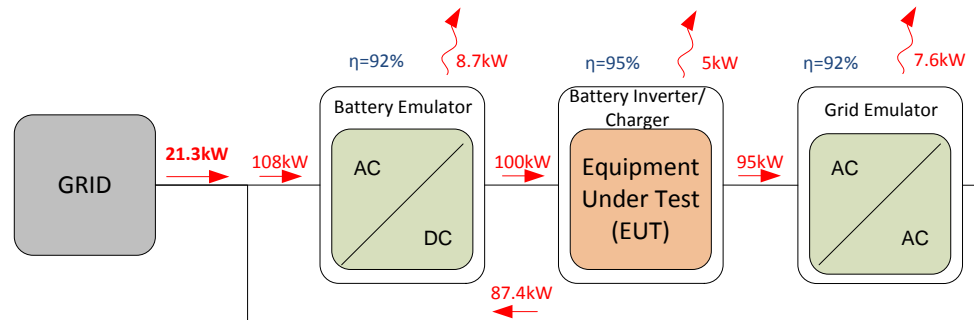 η=92%
8.7kW
η=95%
5kW
η=92%
7.6kW
Battery Emulator
Battery Inverter/
Charger
Grid Emulator
GRID
21.3kW
108kW
AC
DC
100kW
Equipment
Under Test
(EUT)
95kW
AC
AC
87.4kW